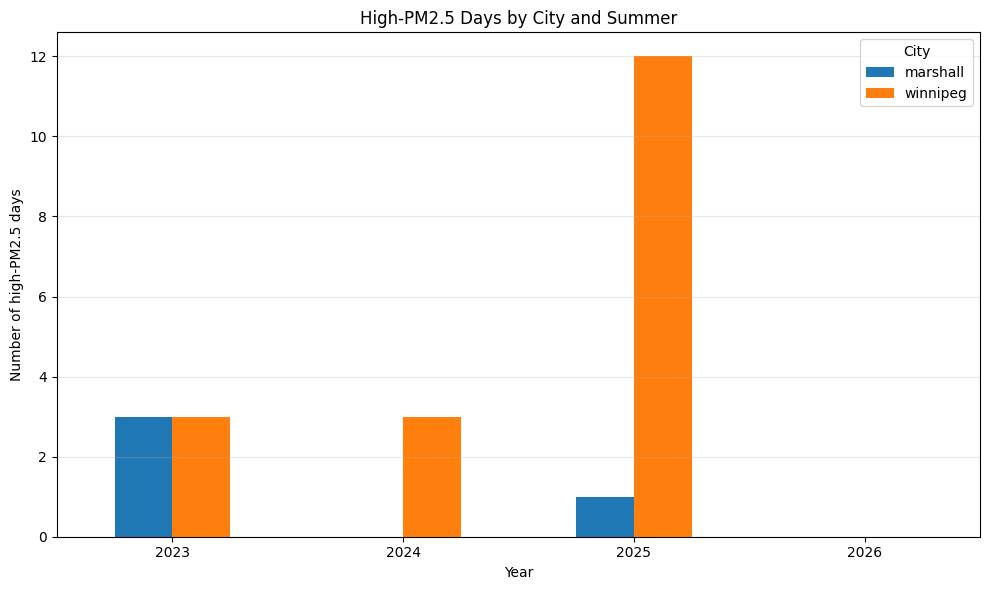 High-PM2.5 Days by City and Summer
City
marshall
winnipeg
Number of high-PM2.5 days
12
10
8
6
4
2
0
2023 2024 2025 2026
Year